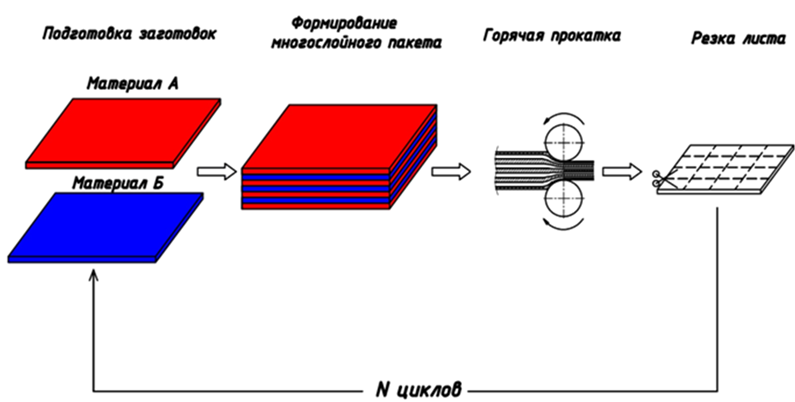 Подготовка заготовок
Формирование
многослойного пакета
Горячая прокатка
Резка листа
Материал А
Материал Б
N циклов